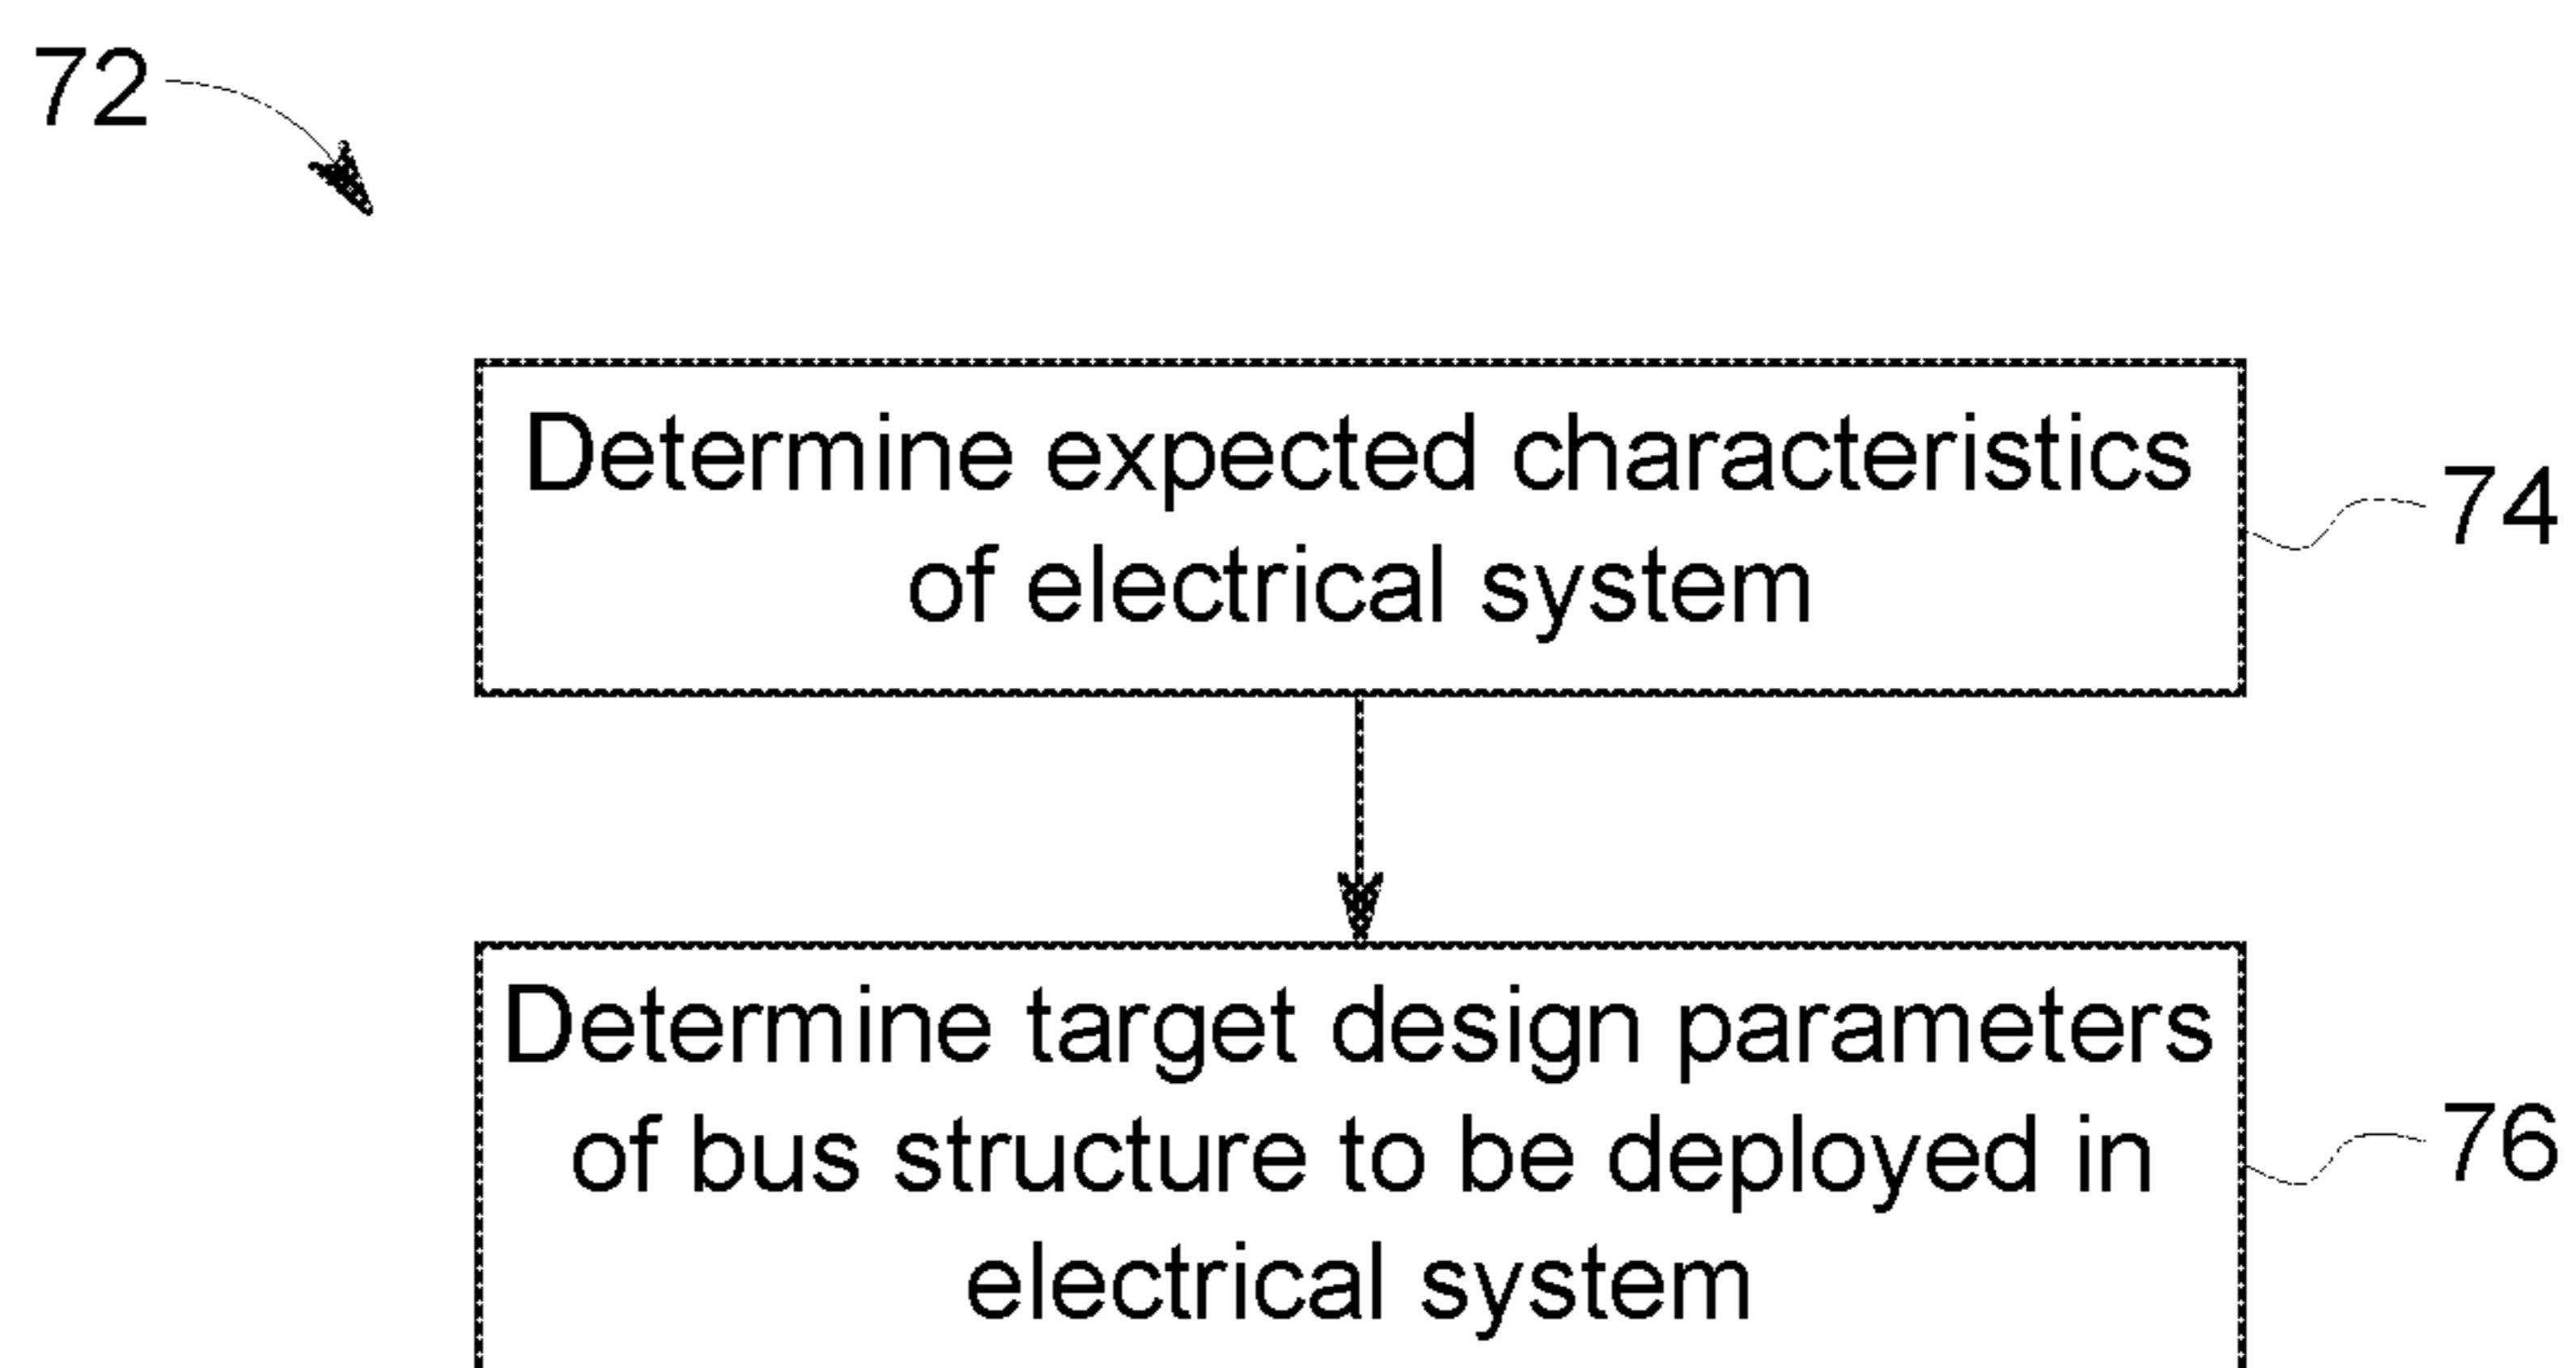 72
Determine expected characteristics
of electrical system
74
Determine target design parameters
of bus structure to be deployed in
electrical system
76